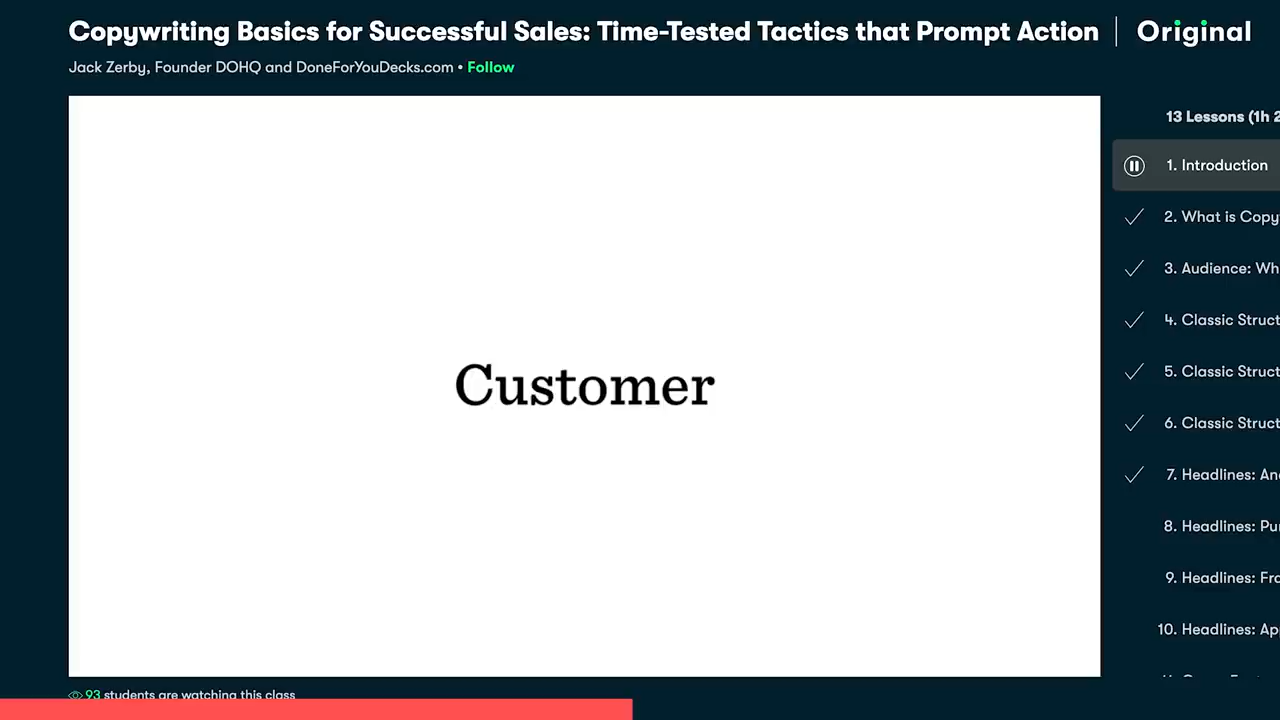 Copywriting Basics for Successful Sales: Time-Tested Tactics that Prompt Action | Original
Jack Zerby, Founder DOHQ and DoneForYouDecks.com • Follow
13 Lessons (1h 2
1. Introduction
2. What is Copy
3. Audience: Wh
4. Classic Struct
5. Classic Struct
6. Classic Struct
7. Headlines: An
8. Headlines: Pu
9. Headlines: Fr
10. Headlines: Ap
Customer
93 students are watching this class